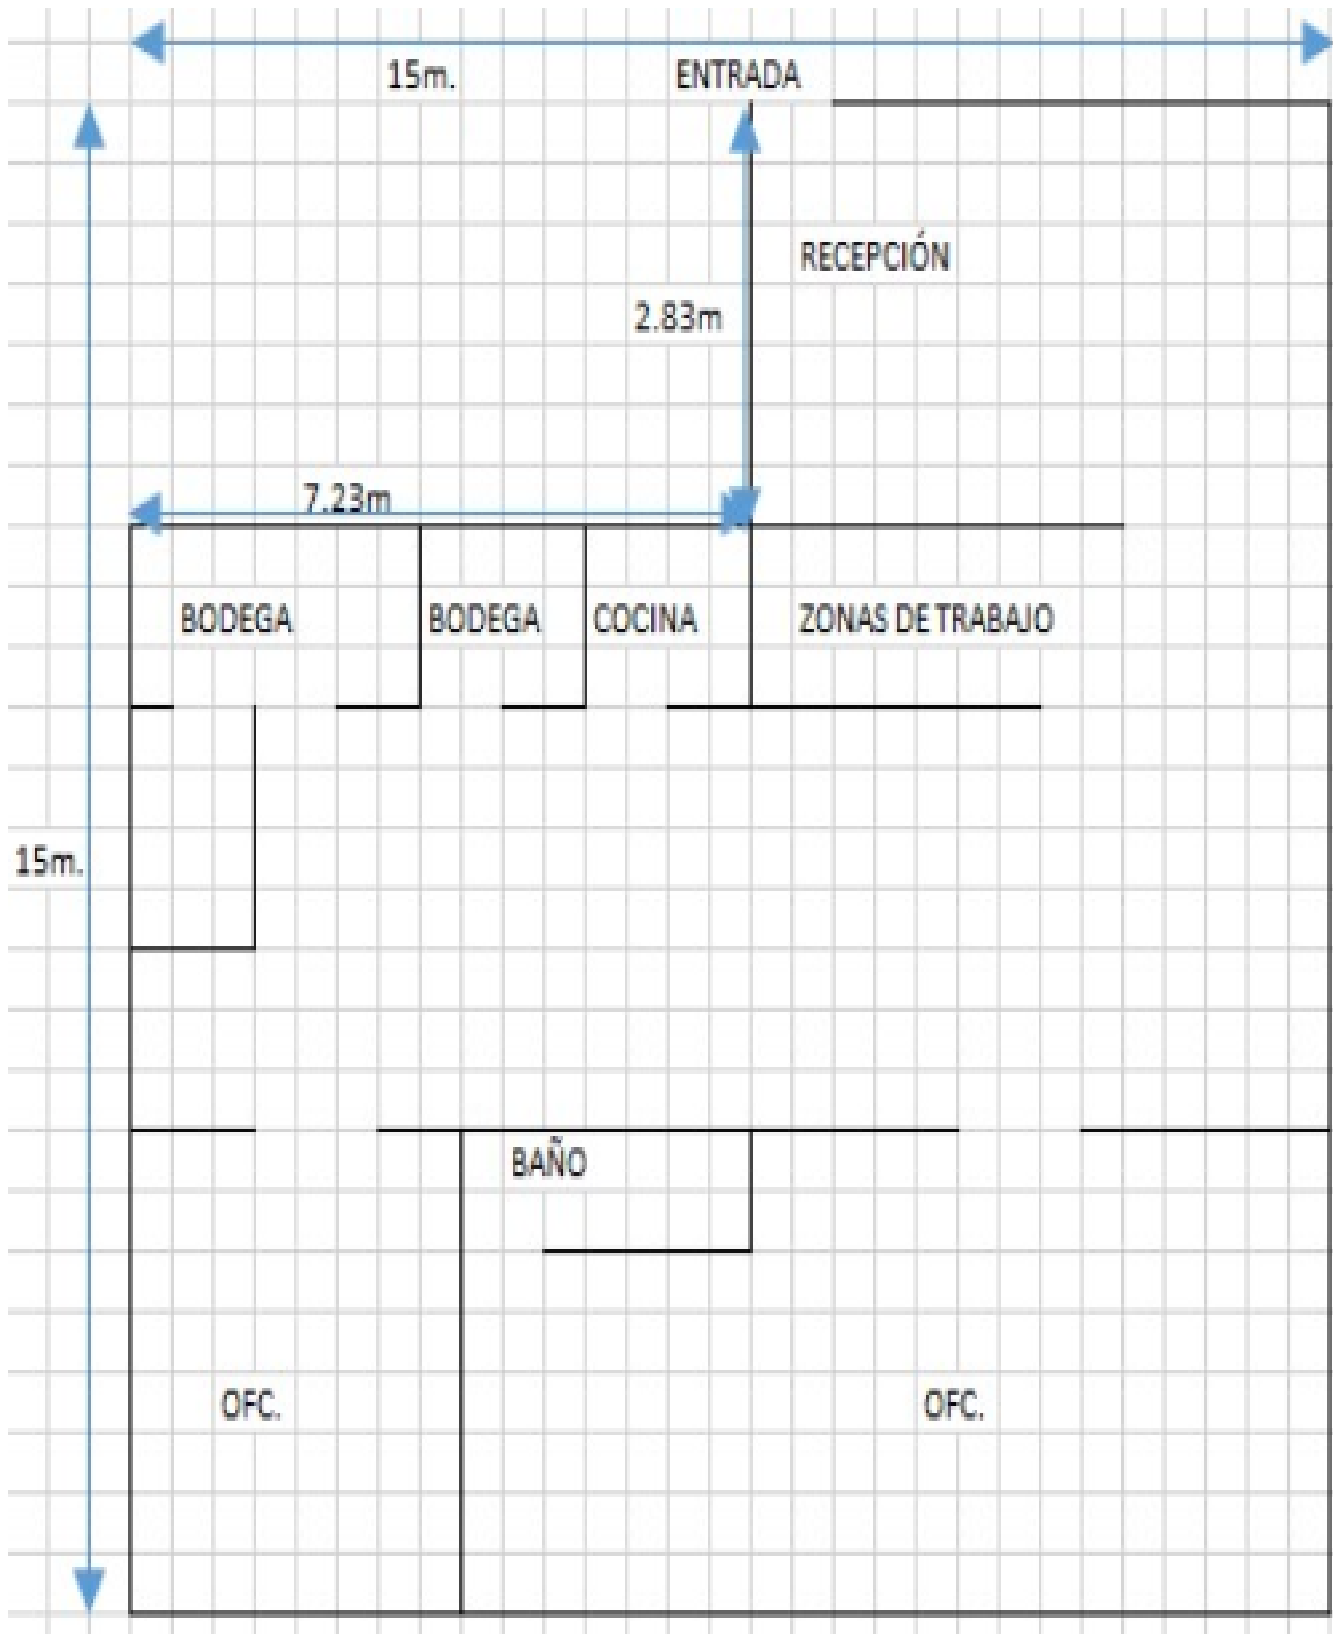 15m.
ENTRADA
RECEPCIÓN
2.83m
7.23m
BODEGA
BODEGA
COCINA
ZONAS DE TRABAJO
15m.
BAÑO
OFC.
OFC.